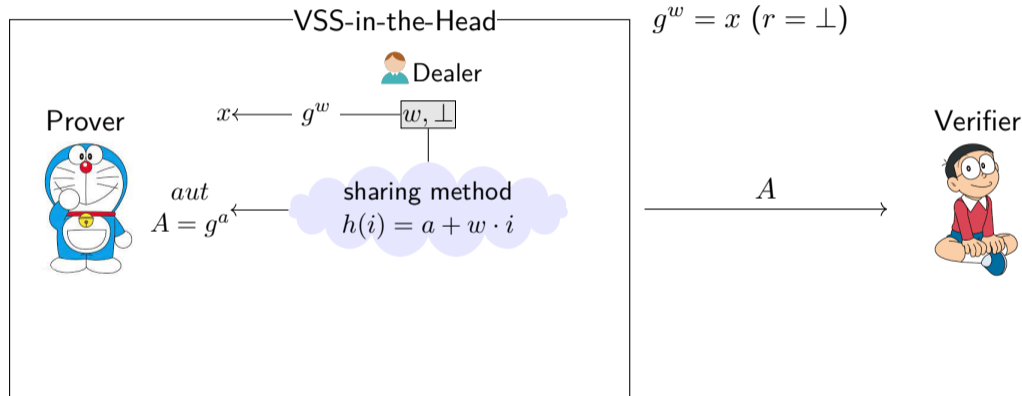 VSS-in-the-Head
g^w = x (r = ⊥)
Dealer
Prover
x
g^w
w, ⊥
Verifier
sharing method
h(i) = a + w · i
aut
A = g^a
A